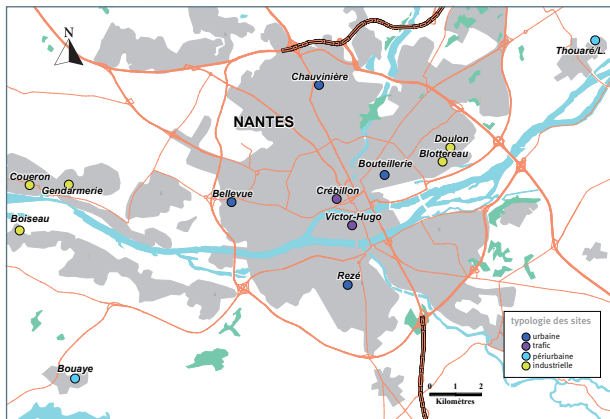 N
Thouaré/L.
Chauvinière
NANTES
Doulon
Blottereau
Bouteillerie
Coueron
Gendarmerie
Bellevue
Crébillon
Boiseau
Victor-Hugo
Rezé
typologie des sites
urbaine
trafic
périurbaine
industrielle
Bouaye
0 1 2
Kilomètres